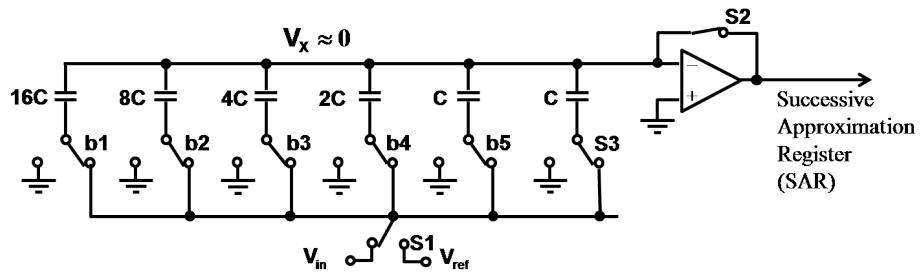 S2
Vx ≈ 0
16C 8C 4C 2C C C
− +
b1 b2 b3 b4 b5 S3
Successive
Approximation
Register
(SAR)
Vin S1 Vref